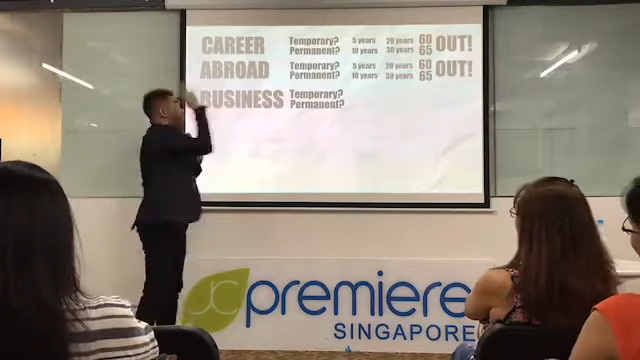 CAREER Temporary? 5 years 20 years 60 OUT!
Permanent? 10 years 30 years 65
ABROAD Temporary? 5 years 20 years 60 OUT!
Permanent? 10 years 30 years 65
BUSINESS Temporary?
Permanent?
JC premiere
SINGAPORE